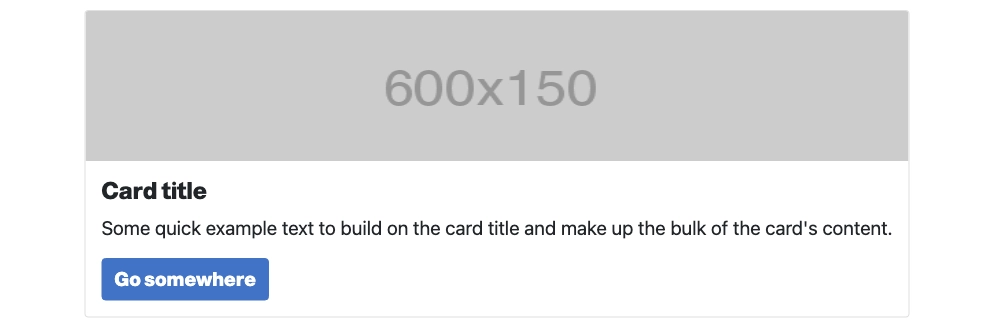 600x150
Card title
Some quick example text to build on the card title and make up the bulk of the card's content.
Go somewhere